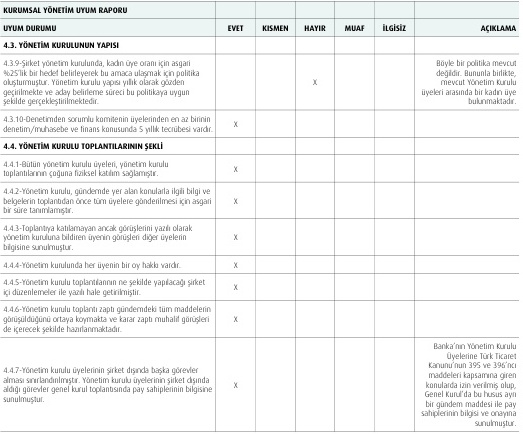 KURUMSAL YÖNETİM UYUM RAPORU
UYUM DURUMU EVET KISMEN HAYIR MUAF İLGİSİZ AÇIKLAMA
4.3. YÖNETİM KURULUNUN YAPISI
4.3.9-Şirket yönetim kurulunda, kadın üye oranı için asgari
%25'lik bir hedef belirleyerek bu amaca ulaşmak için politika
oluşturmuştur. Yönetim kurulu yapısı yıllık olarak gözden
geçirilmekte ve aday belirleme süreci bu politikaya uygun
şekilde gerçekleştirilmektedir.
X
Böyle bir politika mevcut
değildir. Bununla birlikte,
mevcut Yönetim Kurulu
üyeleri arasında bir kadın üye
bulunmaktadır.
4.3.10-Denetimden sorumlu komitenin üyelerinden en az birinin
denetim/muhasebe ve finans konusunda 5 yıllık tecrübesi vardır.
X
4.4. YÖNETİM KURULU TOPLANTILARININ ŞEKLİ
4.4.1-Bütün yönetim kurulu üyeleri, yönetim kurulu
toplantılarının çoğuna fiziksel katılım sağlamıştır.
X
4.4.2-Yönetim kurulu, gündemde yer alan konularla ilgili bilgi ve
belgelerin toplantıdan önce tüm üyelere gönderilmesi için asgari
bir süre tanımlamıştır.
X
4.4.3-Toplantıya katılamayan ancak görüşlerini yazılı olarak
yönetim kuruluna bildiren üyenin görüşleri diğer üyelerin
bilgisine sunulmuştur.
X
4.4.4-Yönetim kurulunda her üyenin bir oy hakkı vardır.
X
4.4.5-Yönetim kurulu toplantılarının ne şekilde yapılacağı şirket
içi düzenlemeler ile yazılı hale getirilmiştir.
X
4.4.6-Yönetim kurulu toplantı zaptı gündemdeki tüm maddelerin
görüşüldüğünü ortaya koymakta ve karar zaptı muhalif görüşleri
de içerecek şekilde hazırlanmaktadır.
X
4.4.7-Yönetim kurulu üyelerinin şirket dışında başka görevler
alması sınırlandırılmıştır. Yönetim kurulu üyelerinin şirket dışında
aldığı görevler genel kurul toplantısında pay sahiplerinin bilgisine
sunulmuştur.
X
Banka'nın Yönetim Kurulu
Üyelerine Türk Ticaret
Kanunu'nun 395 ve 396'ncı
maddeleri kapsamına giren
konularda izin verilmiş olup,
Genel Kurul'da bu husus ayrı
bir gündem maddesi ile pay
sahiplerinin bilgi ve onayına
sunulmuştur.